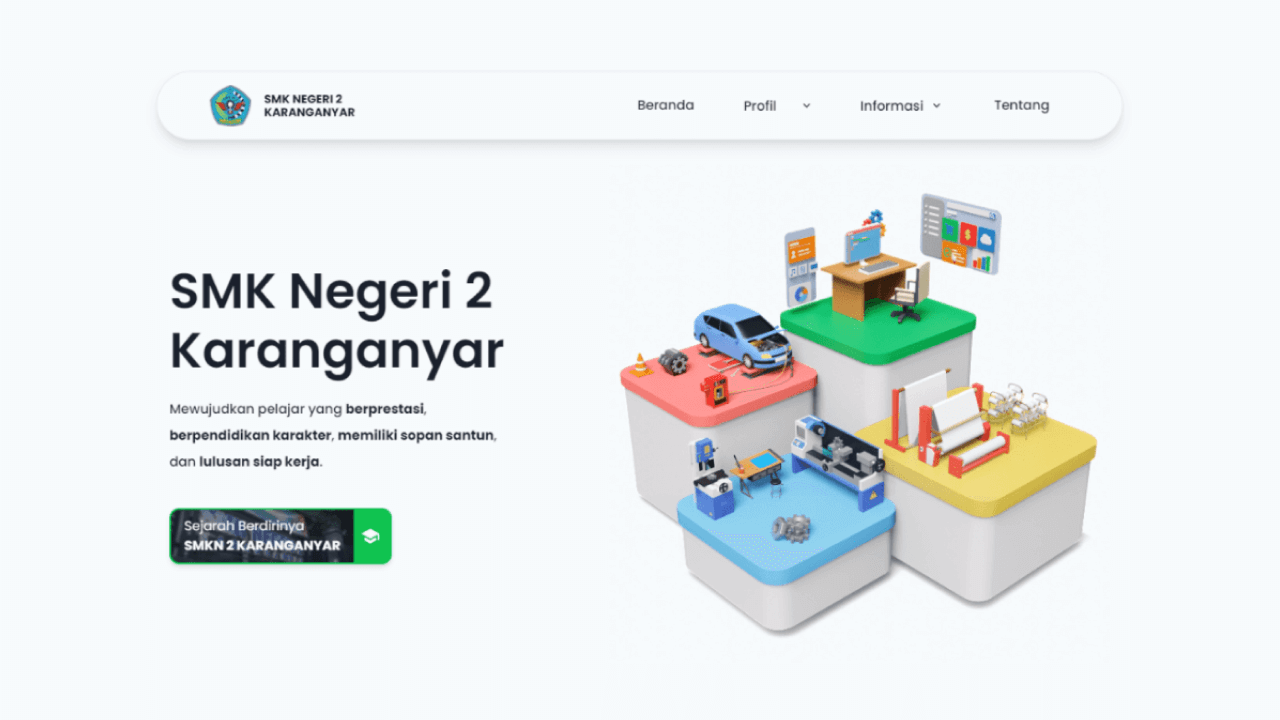 SMK NEGERI 2
KARANGANYAR
Beranda
Profil
Informasi
Tentang
SMK Negeri 2
Karanganyar
Mewujudkan pelajar yang berprestasi,
berpendidikan karakter, memiliki sopan santun,
dan lulusan siap kerja.
Sejarah Berdirinya
SMKN 2 KARANGANYAR